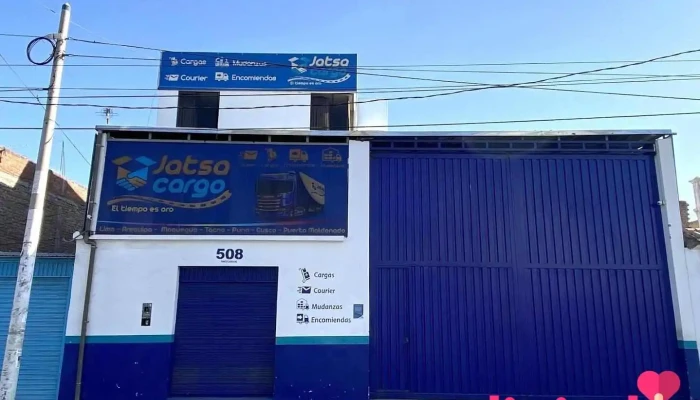 Cargas Mudanzas
Courier Encomiendas
Jatsa
cargo
Jatsa
cargo
El tiempo es oro
Lima - Arequipa - Moquegua - Tacna - Puno - Cusco - Puerto Maldonado
508
Cargas
Courier
Mudanzas
Encomiendas